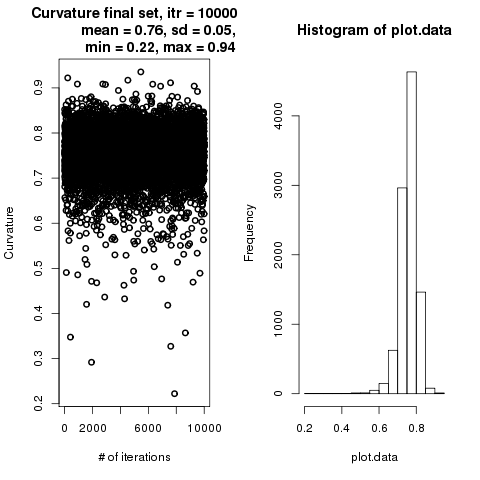 Curvature final set, itr = 10000
mean = 0.76, sd = 0.05,
min = 0.22, max = 0.94
Curvature
0.9
0.8
0.7
0.6
0.5
0.4
0.3
0.2
0 2000 6000 10000
# of iterations
Histogram of plot.data
Frequency
4000
3000
2000
1000
0
0.2 0.4 0.6 0.8
plot.data